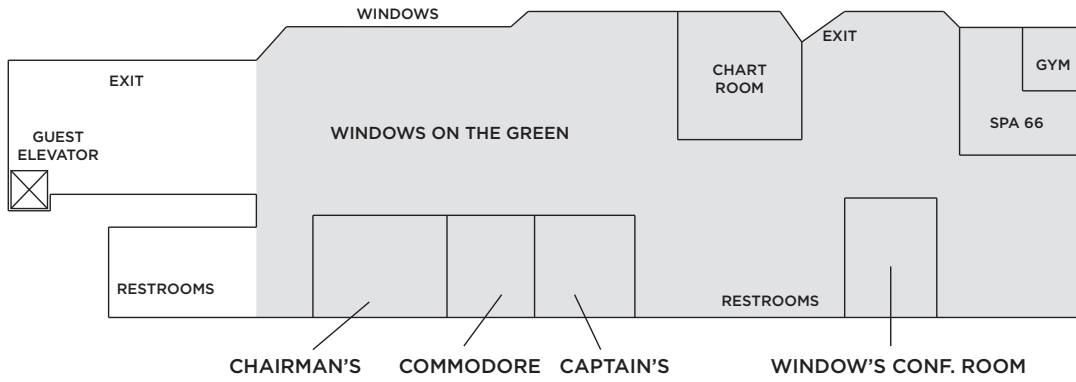 WINDOWS
EXIT
EXIT
CHART
ROOM
GYM
GUEST
ELEVATOR
WINDOWS ON THE GREEN
SPA 66
RESTROOMS
RESTROOMS
CHAIRMAN'S
COMMODORE
CAPTAIN'S
WINDOW'S CONF. ROOM